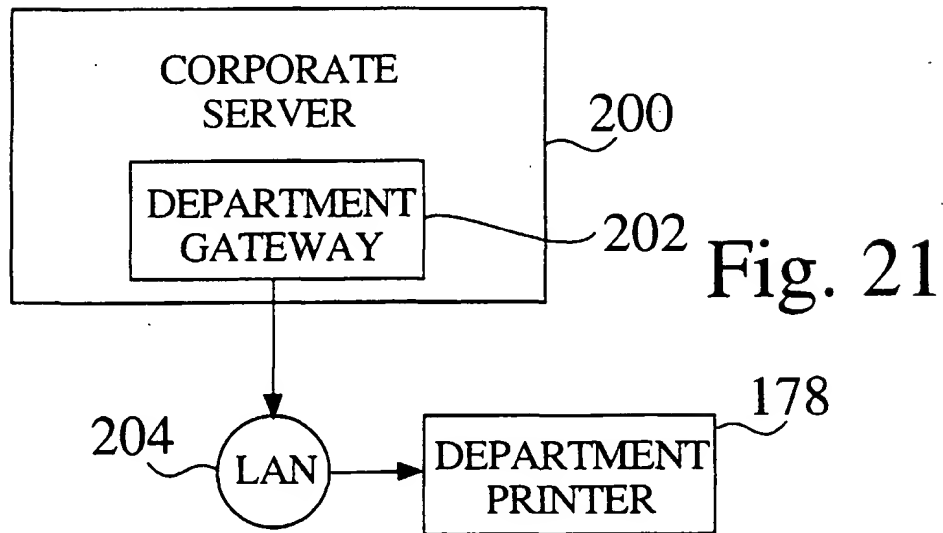 CORPORATE
SERVER
200
DEPARTMENT
GATEWAY
202
Fig. 21
204
LAN
178
DEPARTMENT
PRINTER